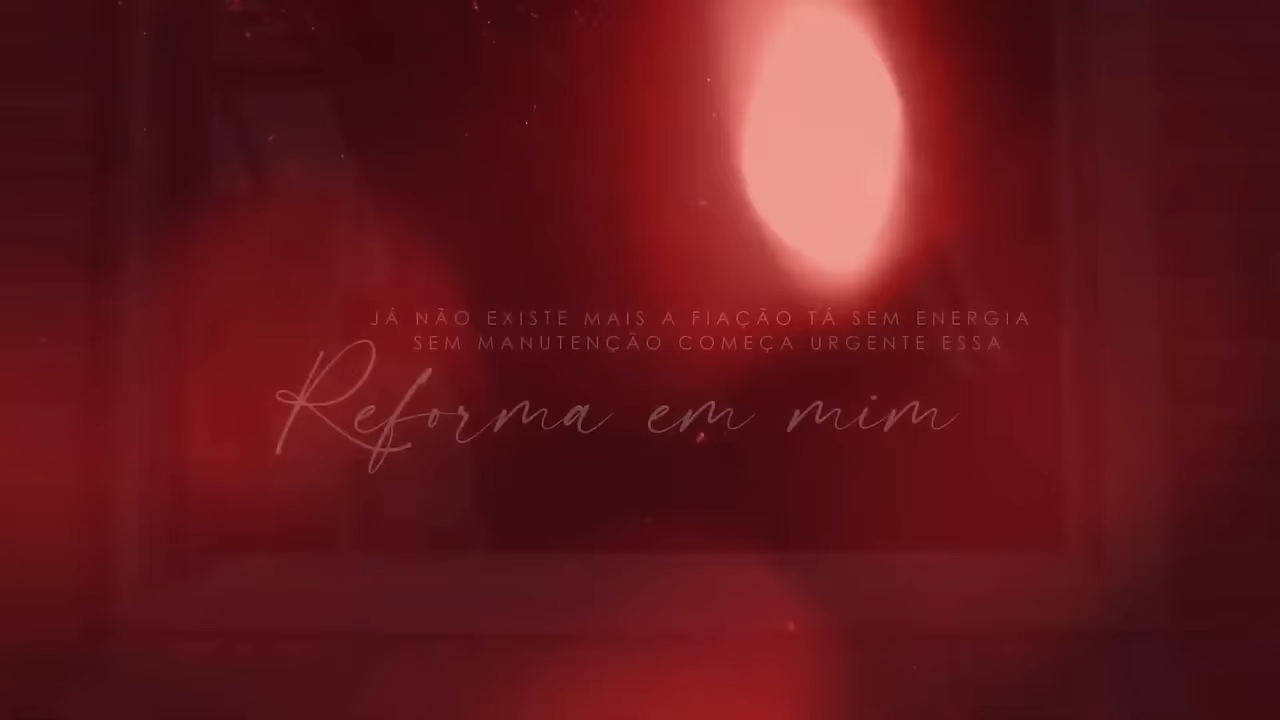 JÁ NÃO EXISTE MAIS A FIAÇÃO TÁ SEM ENERGIA
SEM MANUTENÇÃO COMEÇA URGENTE ESSA
Reforma em mim